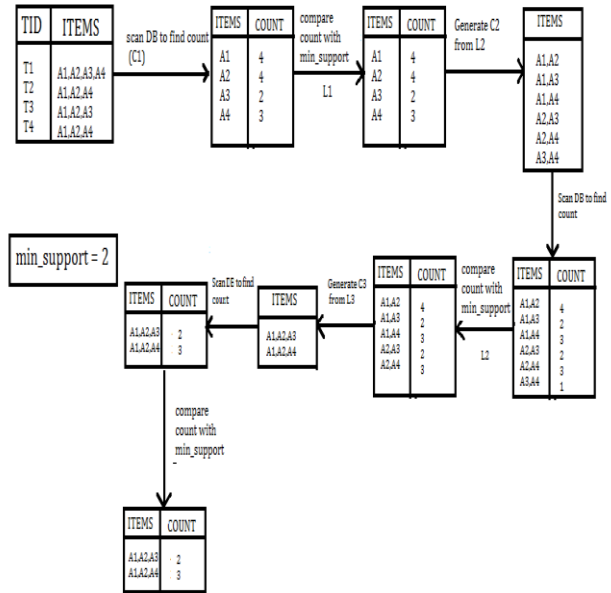 TID ITEMS
T1 A1,A2,A3,A4
T2 A1,A2,A4
T3 A1,A2,A3
T4 A1,A2,A4
scan DB to find count
(C1)
ITEMS COUNT
A1 4
A2 4
A3 2
A4 3
compare
count with
min_support
L1
ITEMS COUNT
A1 4
A2 4
A3 2
A4 3
Generate C2
from L2
ITEMS
A1,A2
A1,A3
A1,A4
A2,A3
A2,A4
A3,A4
Scan DB to find
count
ITEMS COUNT
A1,A2 4
A1,A3 2
A1,A4 3
A2,A3 2
A2,A4 3
A3,A4 1
compare
count with
min_support
L2
ITEMS COUNT
A1,A2 4
A1,A3 2
A1,A4 3
A2,A3 2
A2,A4 3
Generate C3
from L3
ITEMS
A1,A2,A3
A1,A2,A4
Scan DE to find
count
ITEMS COUNT
A1,A2,A3 2
A1,A2,A4 3
min_support = 2
compare
count with
min_support
ITEMS COUNT
A1,A2,A3 2
A1,A2,A4 3